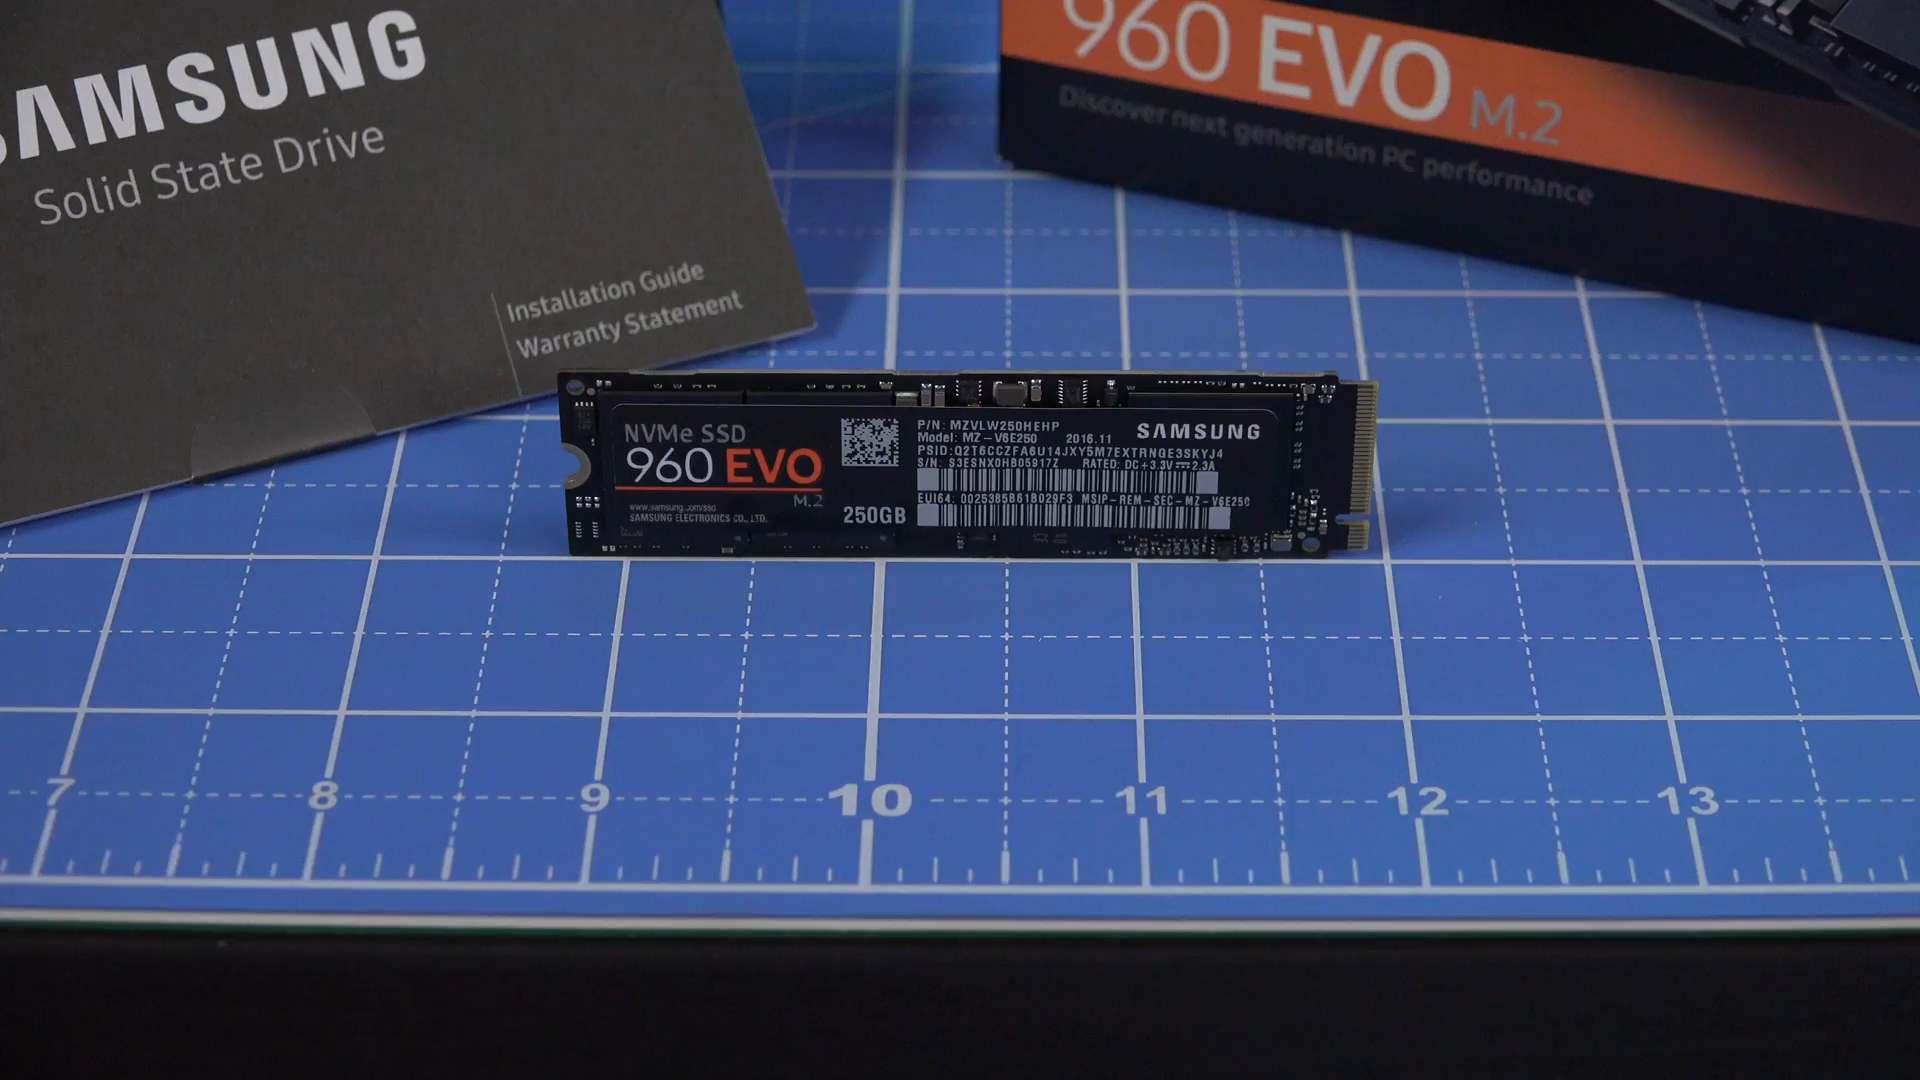 SAMSUNG
Solid State Drive
Installation Guide
Warranty Statement
960 EVO M.2
Discover next generation PC performance
NVMe SSD
960 EVO
M.2
www.samsung.com/ssd
SAMSUNG ELECTRONICS CO., LTD.
250GB
P/N: MZVLW250HEHP
Model: MZ-V6E250 2016.11
SAMSUNG
PSID: Q2T6CCZFA6U14JXY5M7EXTRNQE3SKYJ4
S/N: S3ESNX0HB05917Z RATED: DC+3.3V 2.3A
EUI64: 0025385B61B029F3 MSIP-REM-SEC-MZ-V6E250
7 8 9 10 11 12 13